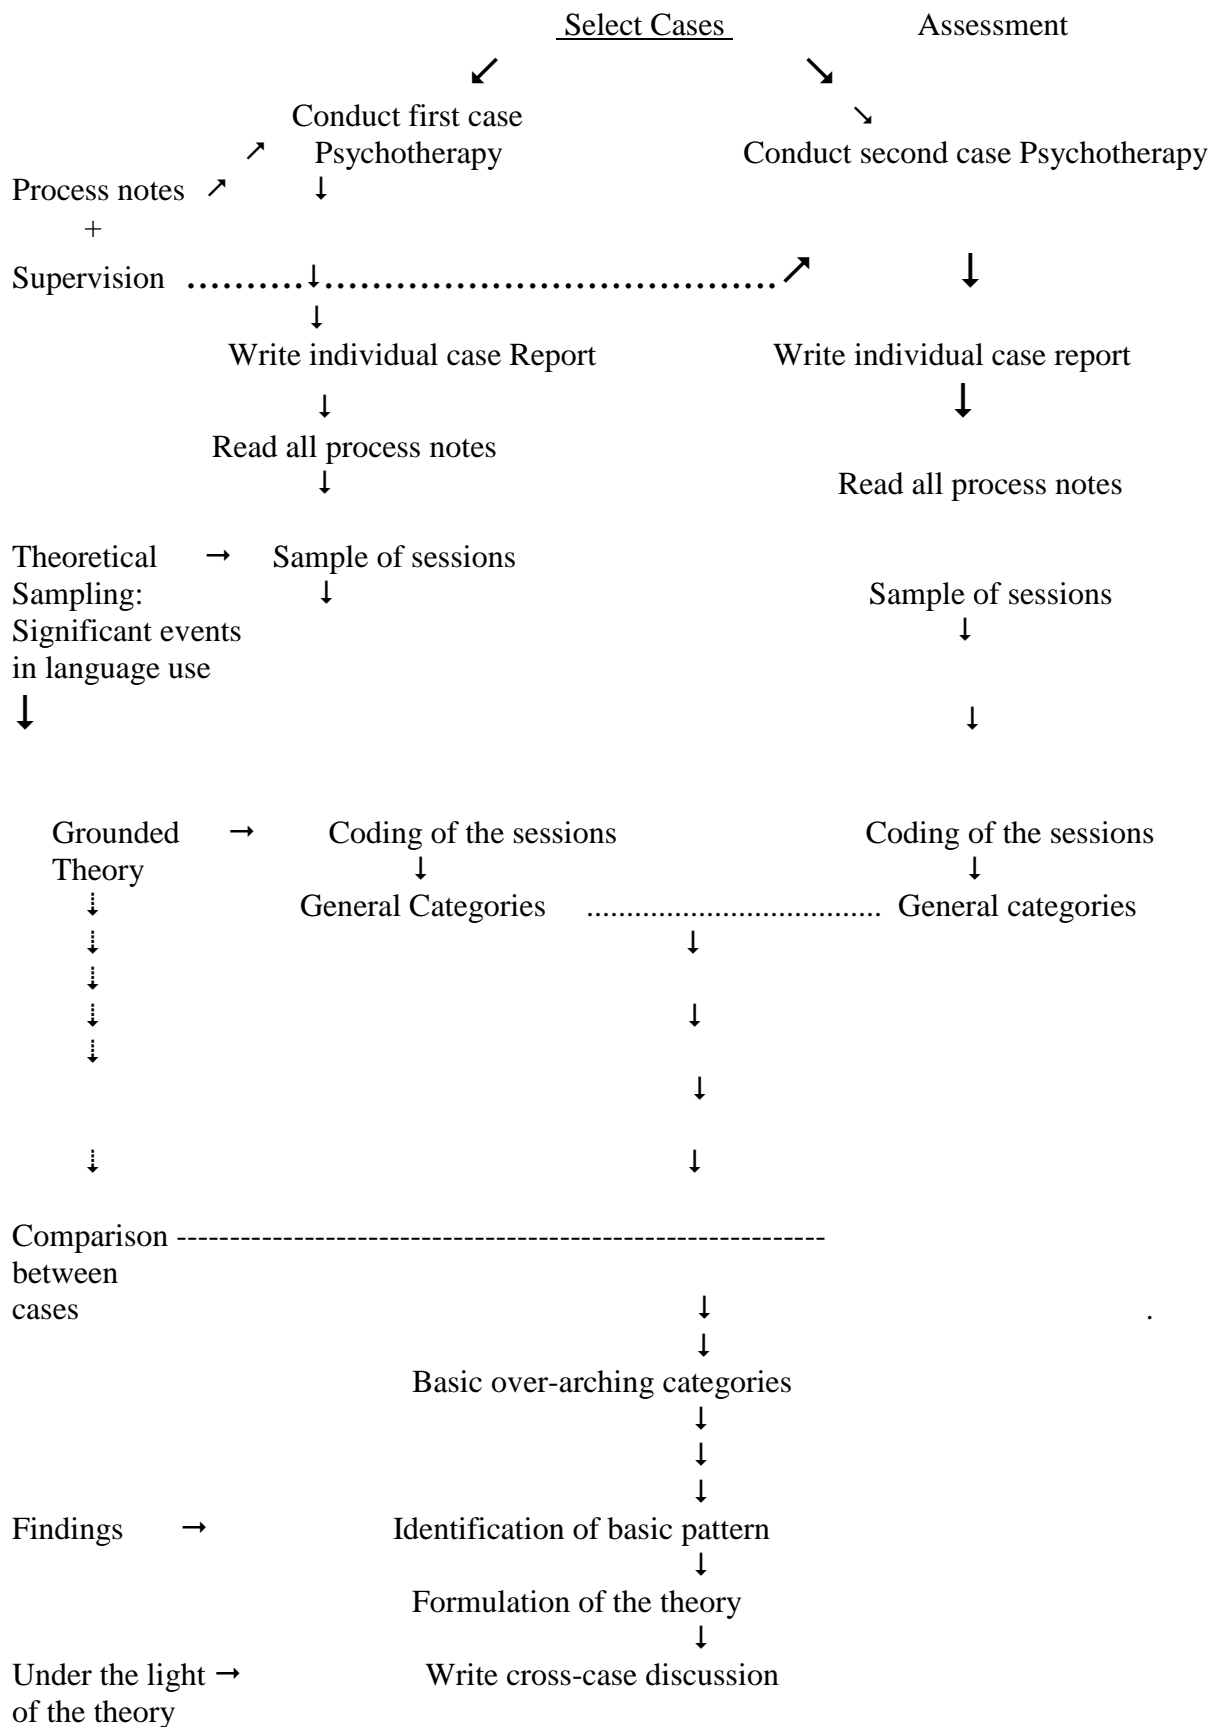 Select Cases Assessment
↙ ↘
Conduct first case ↘
↗ Psychotherapy Conduct second case Psychotherapy
Process notes ↗ ↓
+
Supervision ..........↓......................................↗ ↓
↓
Write individual case Report Write individual case report
↓ ↓
Read all process notes
↓ Read all process notes
Theoretical → Sample of sessions
Sampling: ↓ Sample of sessions
Significant events ↓
in language use
↓ ↓
Grounded → Coding of the sessions Coding of the sessions
Theory ↓ ↓
⇣ General Categories ..................................... General categories
⇣ ↓
⇣
⇣ ↓
⇣
↓
⇣ ↓
Comparison -------------------------------------------------------------
between
cases ↓ .
↓
Basic over-arching categories
↓
↓
↓
Findings → Identification of basic pattern
↓
Formulation of the theory
↓
Under the light → Write cross-case discussion
of the theory